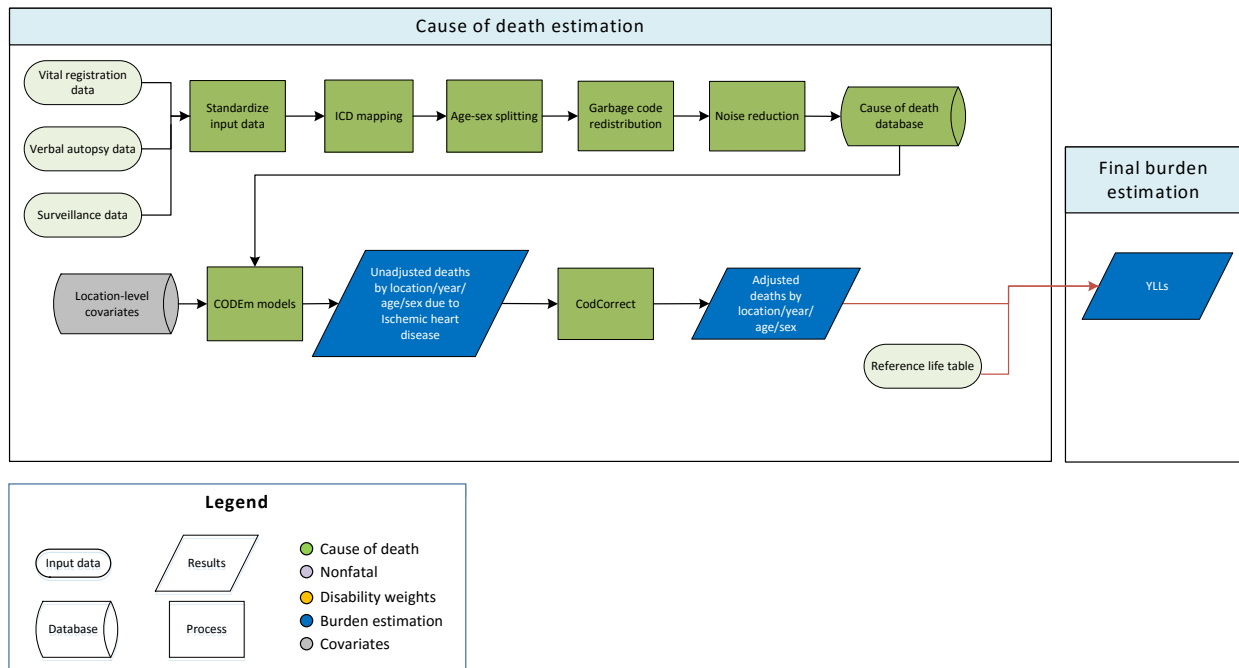 Cause of death estimation
Vital registration
data
Verbal autopsy data
Surveillance data
Standardize
input data
ICD mapping
Age-sex splitting
Garbage code
redistribution
Noise reduction
Cause of death
database
Final burden
estimation
Location-level
covariates
CODEm models
Unadjusted deaths
by location/year/
age/sex due to
Ischemic heart
disease
CodCorrect
Adjusted
deaths by
location/year/
age/sex
YLLs
Reference life table
Legend
Input data
Results
Database
Process
Cause of death
Nonfatal
Disability weights
Burden estimation
Covariates